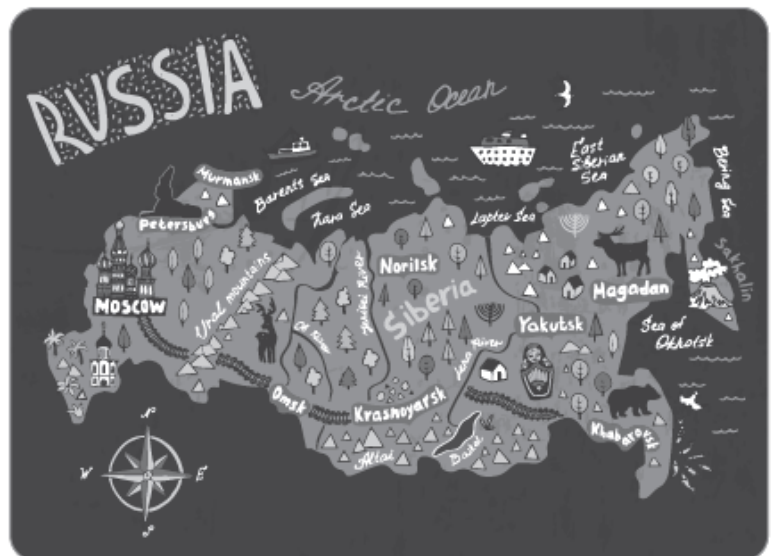 RUSSIA
Arctic Ocean
East
Siberian
Sea
Bering Sea
Murmansk
Barents Sea
Kara Sea
Laptev Sea
Petersburg
Ural mountains
Yenisei River
Norilsk
Siberia
Sakhalin
MOSCOW
Magadan
Ob River
Lena River
Yakutsk
Sea of
Okhotsk
Omsk
Krasnoyarsk
Altai
Khabarovsk
N
W
E
S